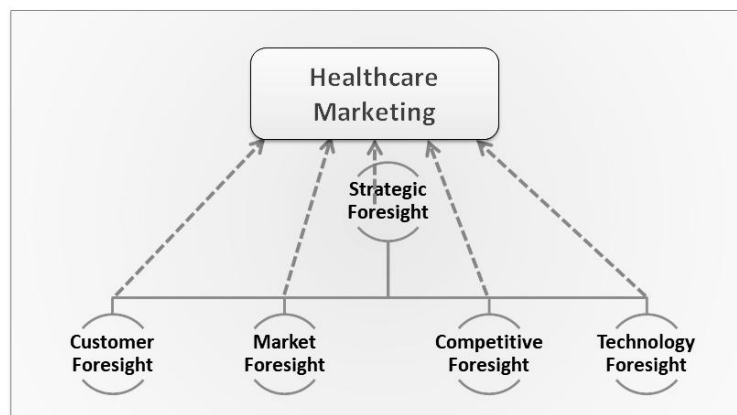 Healthcare
Marketing
Strategic
Foresight
Customer
Foresight
Market
Foresight
Competitive
Foresight
Technology
Foresight